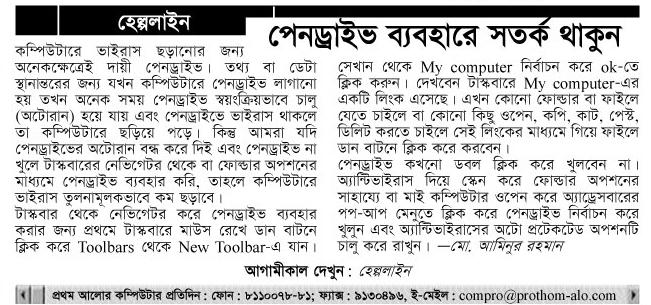 হেল্পলাইন
পেনড্রাইভ ব্যবহারে সতর্ক থাকুন
কম্পিউটারে ভাইরাস ছড়ানোর জন্য
অনেকক্ষেত্রেই দায়ী পেনড্রাইভ। তথ্য বা ডেটা
স্থানান্তরের জন্য যখন কম্পিউটারে পেনড্রাইভ লাগানো
হয় তখন অনেক সময় পেনড্রাইভ স্বয়ংক্রিয়ভাবে চালু
(অটোরান) হয়ে যায় এবং পেনড্রাইভে ভাইরাস থাকলে
তা কম্পিউটারে ছড়িয়ে পড়ে। কিন্তু আমরা যদি
পেনড্রাইভের অটোরান বন্ধ করে দিই এবং পেনড্রাইভ না
খুলে টাস্কবারের নেভিগেটর থেকে বা ফোল্ডার অপশনের
মাধ্যমে পেনড্রাইভ ব্যবহার করি, তাহলে কম্পিউটারে
ভাইরাস তুলনামূলকভাবে কম ছড়াবে।
টাস্কবার থেকে নেভিগেটর করে পেনড্রাইভ ব্যবহার
করার জন্য প্রথমে টাস্কবারে মাউস রেখে ডান বাটনে
ক্লিক করে Toolbars থেকে New Toolbar-এ যান।
সেখান থেকে My computer নির্বাচন করে ok-তে
ক্লিক করুন। দেখবেন টাস্কবারে My computer-এর
একটি লিংক এসেছে। এখন কোনো ফোল্ডার বা ফাইলে
যেতে চাইলে বা কোনো কিছু ওপেন, কপি, কাট, পেস্ট,
ডিলিট করতে চাইলে সেই লিংকের মাধ্যমে গিয়ে ফাইলে
ডান বাটনে ক্লিক করে করবেন।
পেনড্রাইভ কখনো ডবল ক্লিক করে খুলবেন না।
অ্যান্টিভাইরাস দিয়ে স্কেন করে ফোল্ডার অপশনের
সাহায্যে বা মাই কম্পিউটার ওপেন করে অ্যাড্রেসবারের
পপ-আপ মেনুতে ক্লিক করে পেনড্রাইভ নির্বাচন করে
খুলুন এবং অ্যান্টিভাইরাসের অটো প্রটেকটেড অপশনটি
চালু করে রাখুন। —মো. আমিনুর রহমান
আগামীকাল দেখুন : হেল্পলাইন
প্রথম আলোর কম্পিউটার প্রতিদিন : ফোন : ৮১১০০৭৮-৮১; ফ্যাক্স : ৯১৩০৪৯৬, ই-মেইল : compro@prothom-alo.com